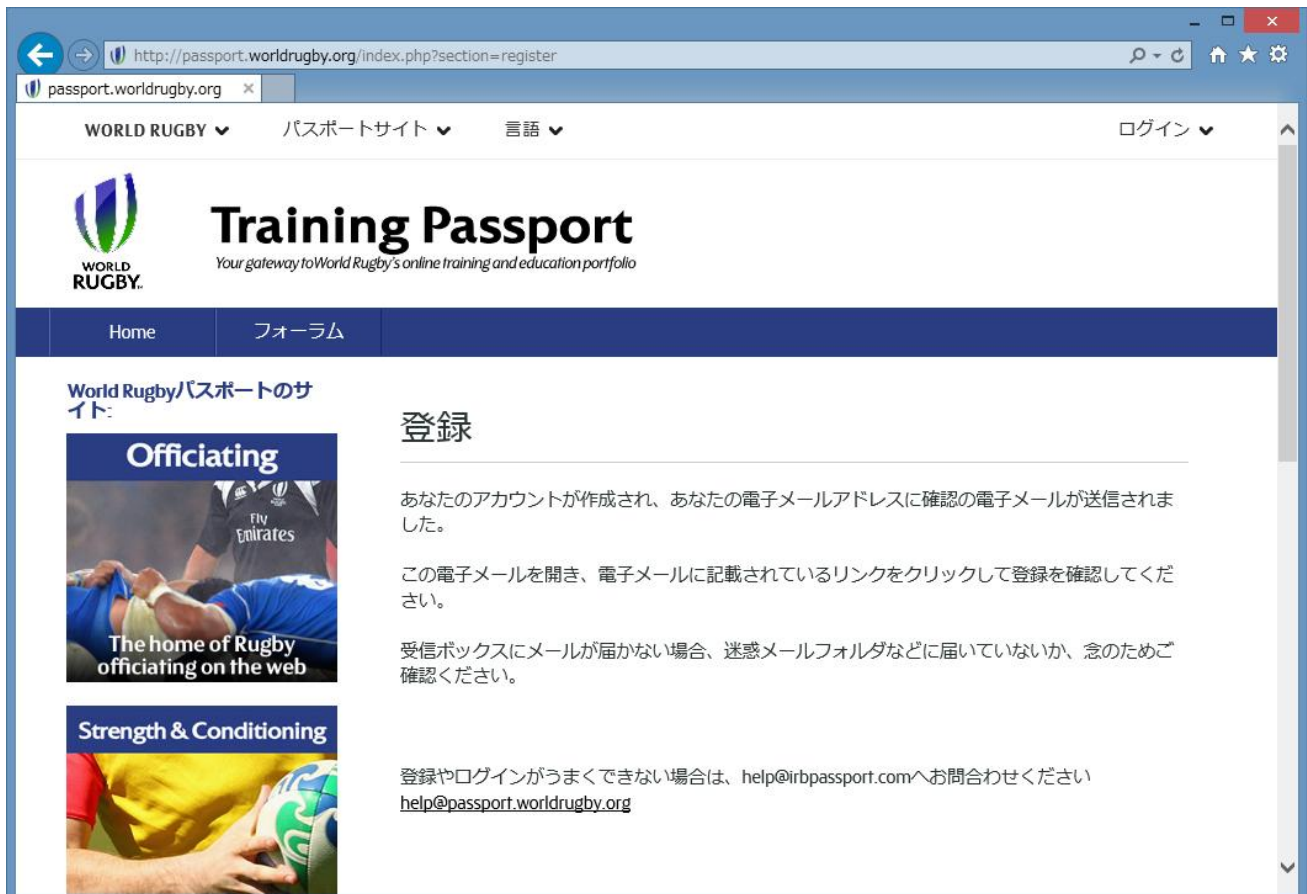 http://passport.worldrugby.org/index.php?section=register
passport.worldrugby.org
WORLD RUGBY パスポートサイト 言語 ログイン
WORLD
RUGBY.
Training Passport
Your gateway to World Rugby's online training and education portfolio
Home フォーラム
World Rugbyパスポートのサ
イト:
Officiating
Fly
Emirates
The home of Rugby
officiating on the web
Strength & Conditioning
登録
あなたのアカウントが作成され、あなたの電子メールアドレスに確認の電子メールが送信されま
した。
この電子メールを開き、電子メールに記載されているリンクをクリックして登録を確認してくだ
さい。
受信ボックスにメールが届かない場合、迷惑メールフォルダなどに届いていないか、念のためご
確認ください。
登録やログインがうまくできない場合は、help@irbpassport.comへお問合わせください
help@passport.worldrugby.org